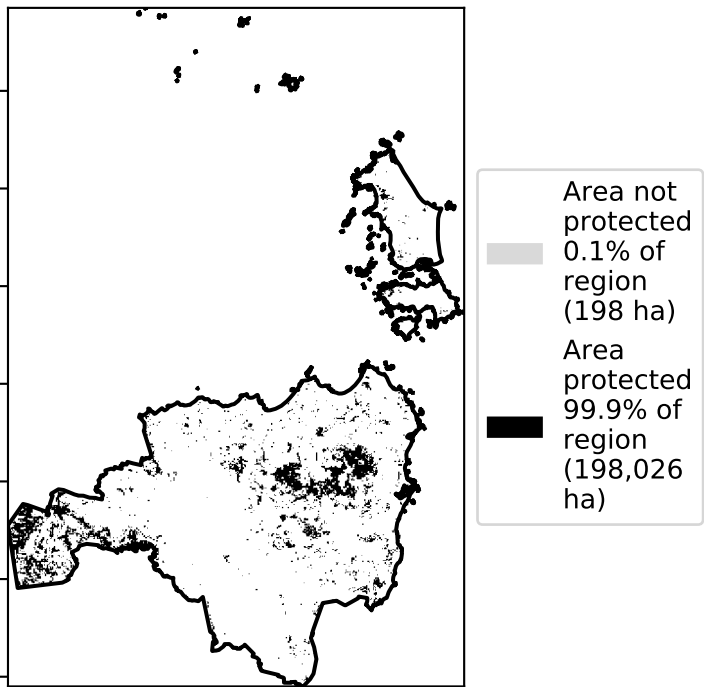 Area not
protected
0.1% of
region
(198 ha)
Area
protected
99.9% of
region
(198,026
ha)